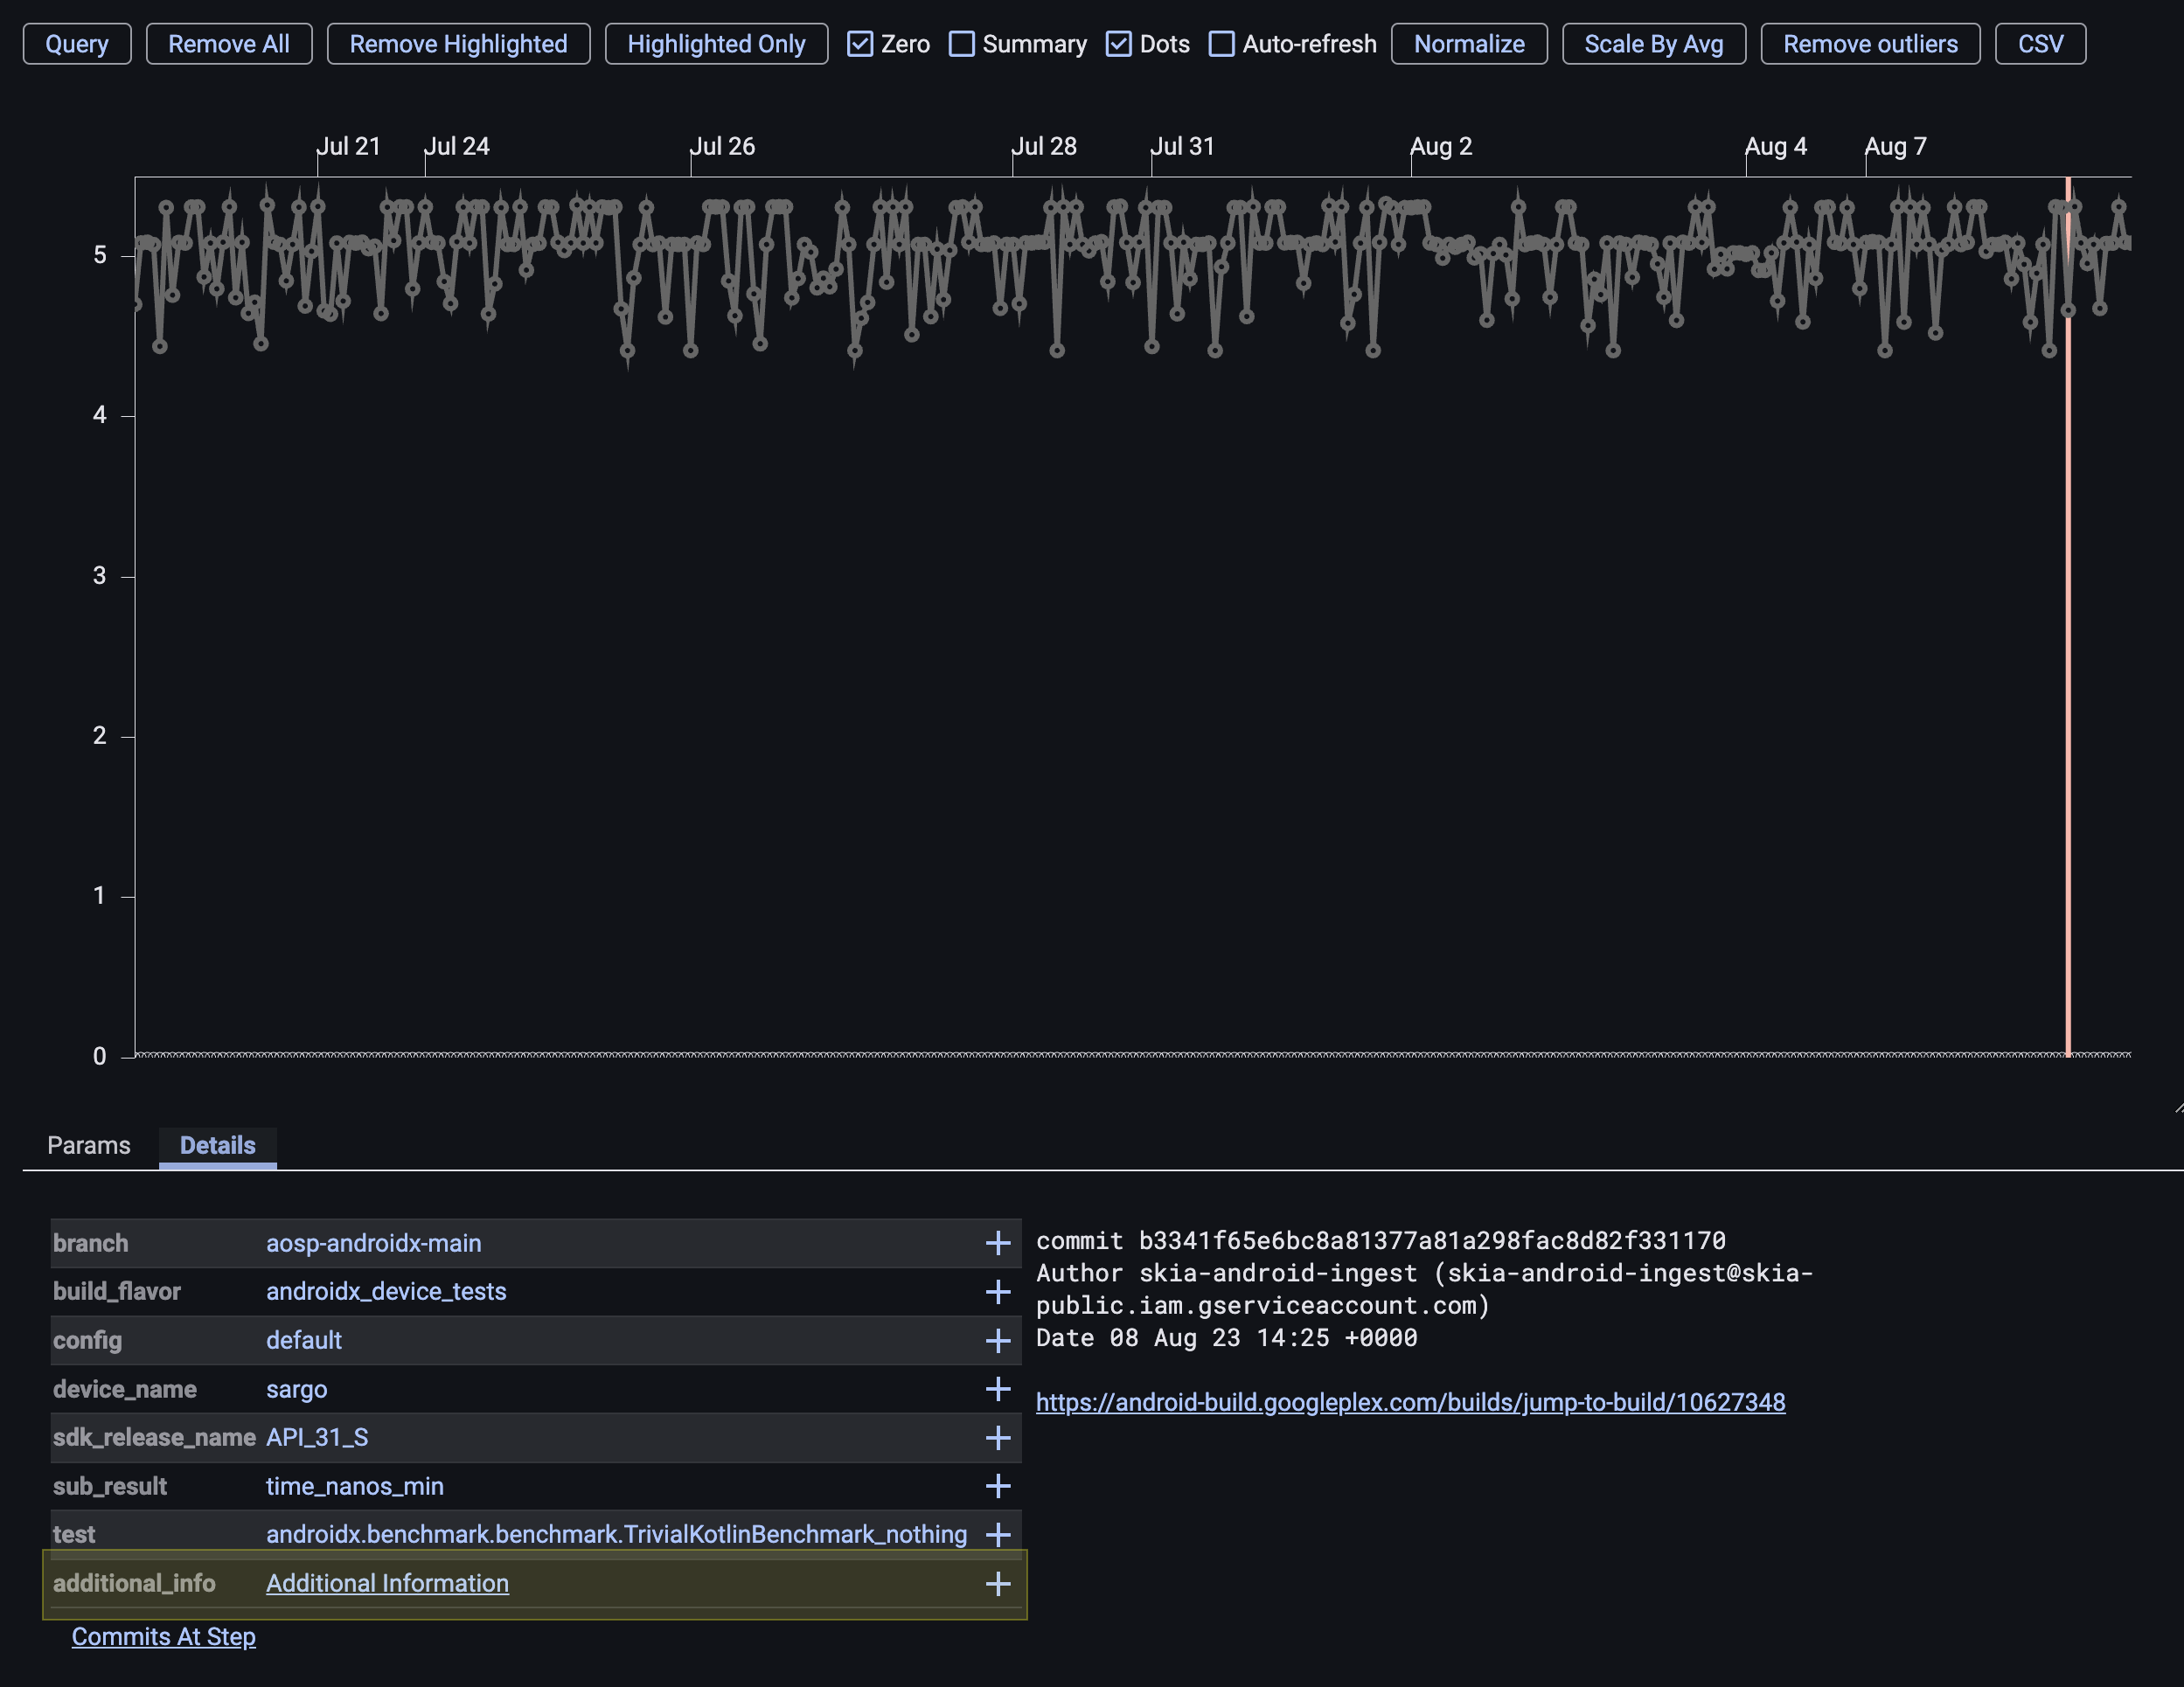 Query Remove All Remove Highlighted Highlighted Only Zero Summary Dots Auto-refresh Normalize Scale By Avg Remove outliers CSV
Jul 21 Jul 24 Jul 26 Jul 28 Jul 31 Aug 2 Aug 4 Aug 7
5
4
3
2
1
0
Params Details
branch aosp-androidx-main +
build_flavor androidx_device_tests +
config default +
device_name sargo +
sdk_release_name API_31_S +
sub_result time_nanos_min +
test androidx.benchmark.benchmark.TrivialKotlinBenchmark_nothing +
additional_info Additional Information +
Commits At Step
commit b3341f65e6bc8a81377a81a298fac8d82f331170
Author skia-android-ingest (skia-android-ingest@skia-
public.iam.gserviceaccount.com)
Date 08 Aug 23 14:25 +0000
https://android-build.googleplex.com/builds/jump-to-build/10627348